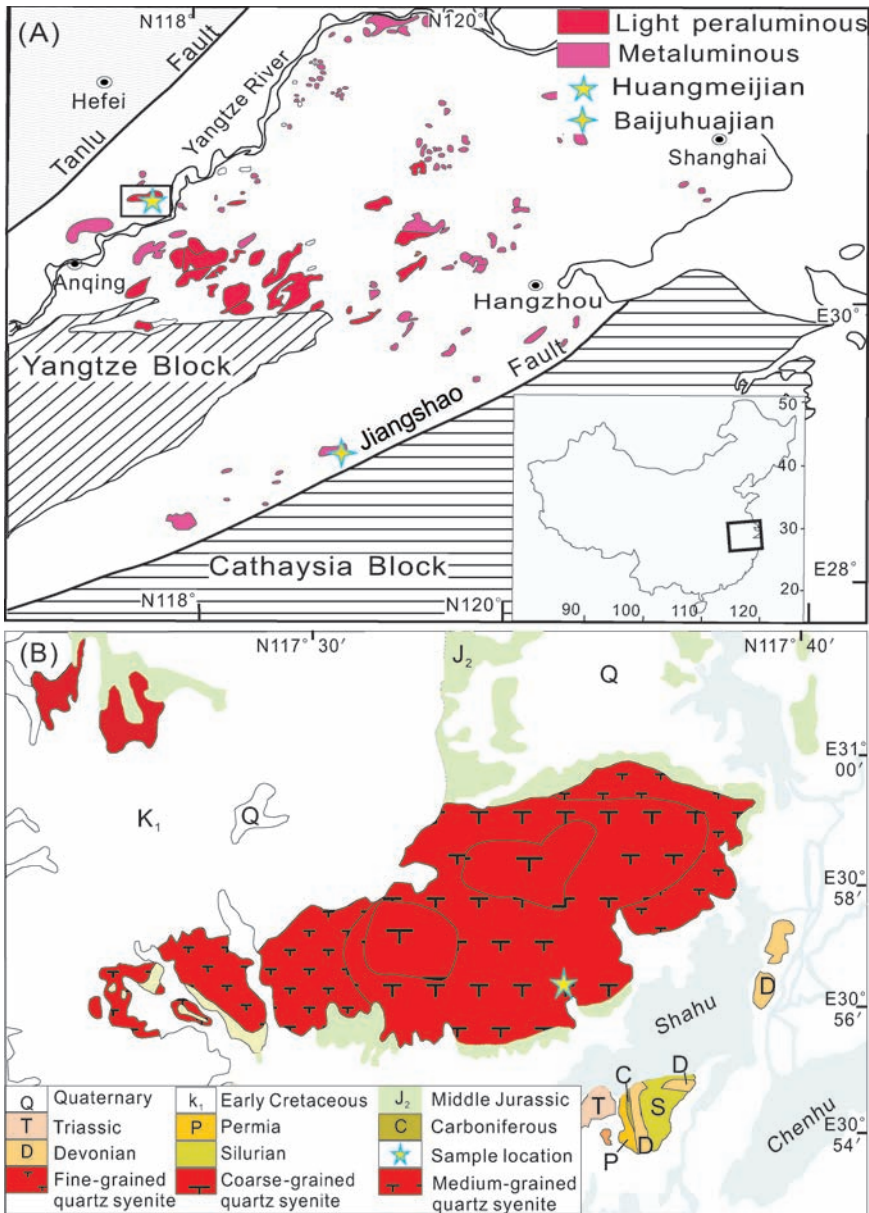 (A)
N118°
N120°
Light peraluminous
Metaluminous
Huangmeijian
Baijuhuajian
Fault
Hefei
Yangtze River
Tanlu
Shanghai
Anqing
Hangzhou
E30°
Yangtze Block
Fault
Jiangshao
50
40
30
20
Cathaysia Block
E28°
N118°
N120°
90 100 110 120
(B)
N117°30′
J2
Q
N117°40′
E31°
00′
K1
Q
E30°
58′
D
E30°
56′
Shahu
C
D
T
S
D
P
Chenhu
E30°
54′
Q Quaternary
k1 Early Cretaceous
J2 Middle Jurassic
T Triassic
P Permia
C Carboniferous
D Devonian
Silurian
Sample location
Fine-grained
quartz syenite
Coarse-grained
quartz syenite
Medium-grained
quartz syenite